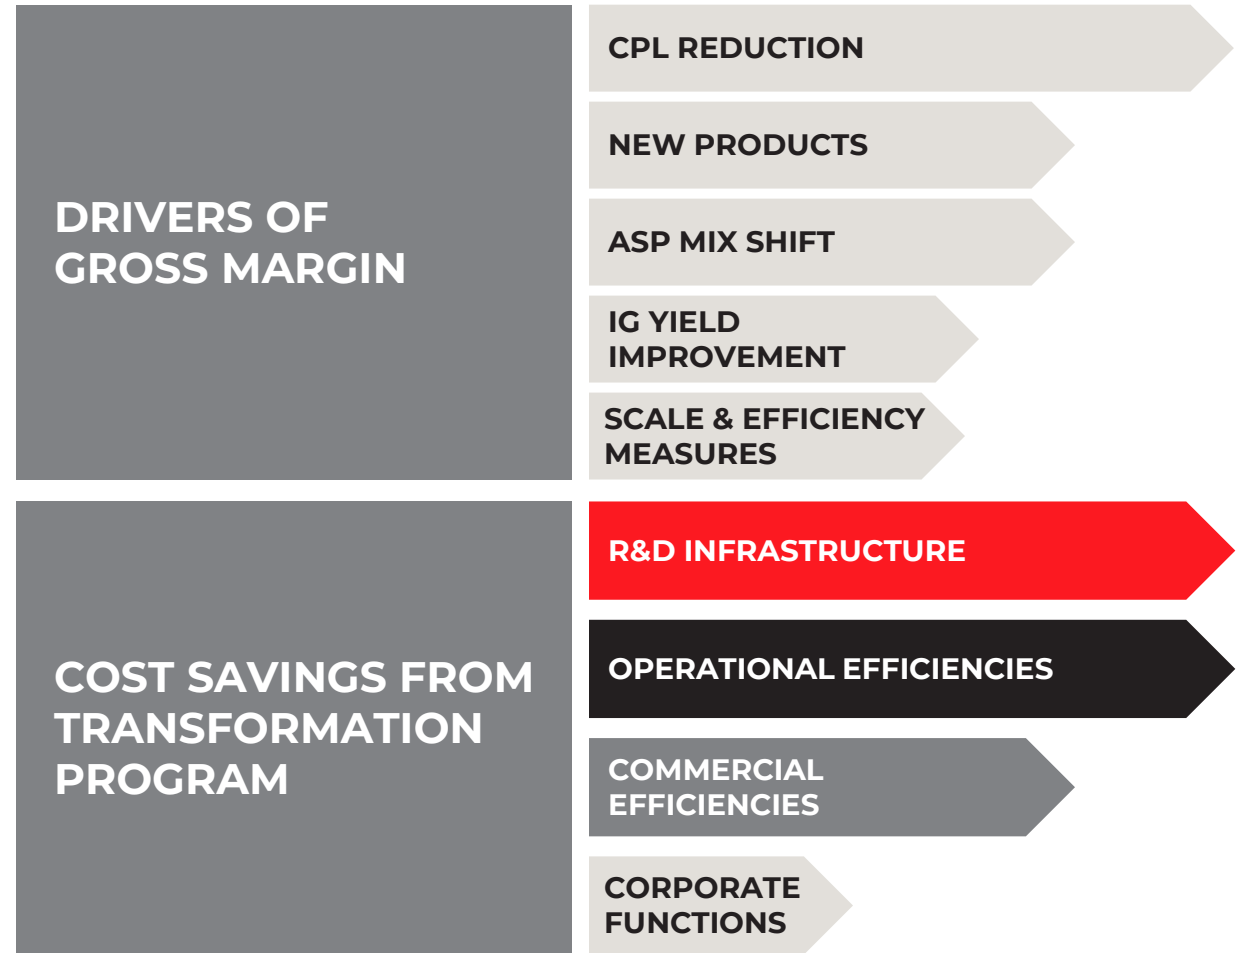 DRIVERS OF
GROSS MARGIN
CPL REDUCTION
NEW PRODUCTS
ASP MIX SHIFT
IG YIELD
IMPROVEMENT
SCALE & EFFICIENCY
MEASURES
COST SAVINGS FROM
TRANSFORMATION
PROGRAM
R&D INFRASTRUCTURE
OPERATIONAL EFFICIENCIES
COMMERCIAL
EFFICIENCIES
CORPORATE
FUNCTIONS